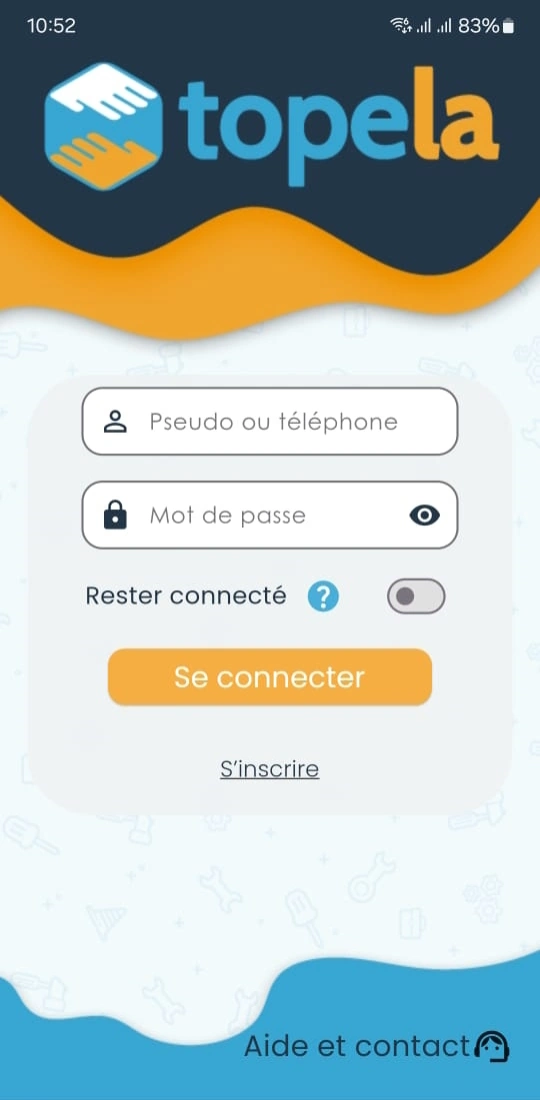 10:52
83%
topela
Pseudo ou téléphone
Mot de passe
Rester connecté ?
Se connecter
S'inscrire
Aide et contact